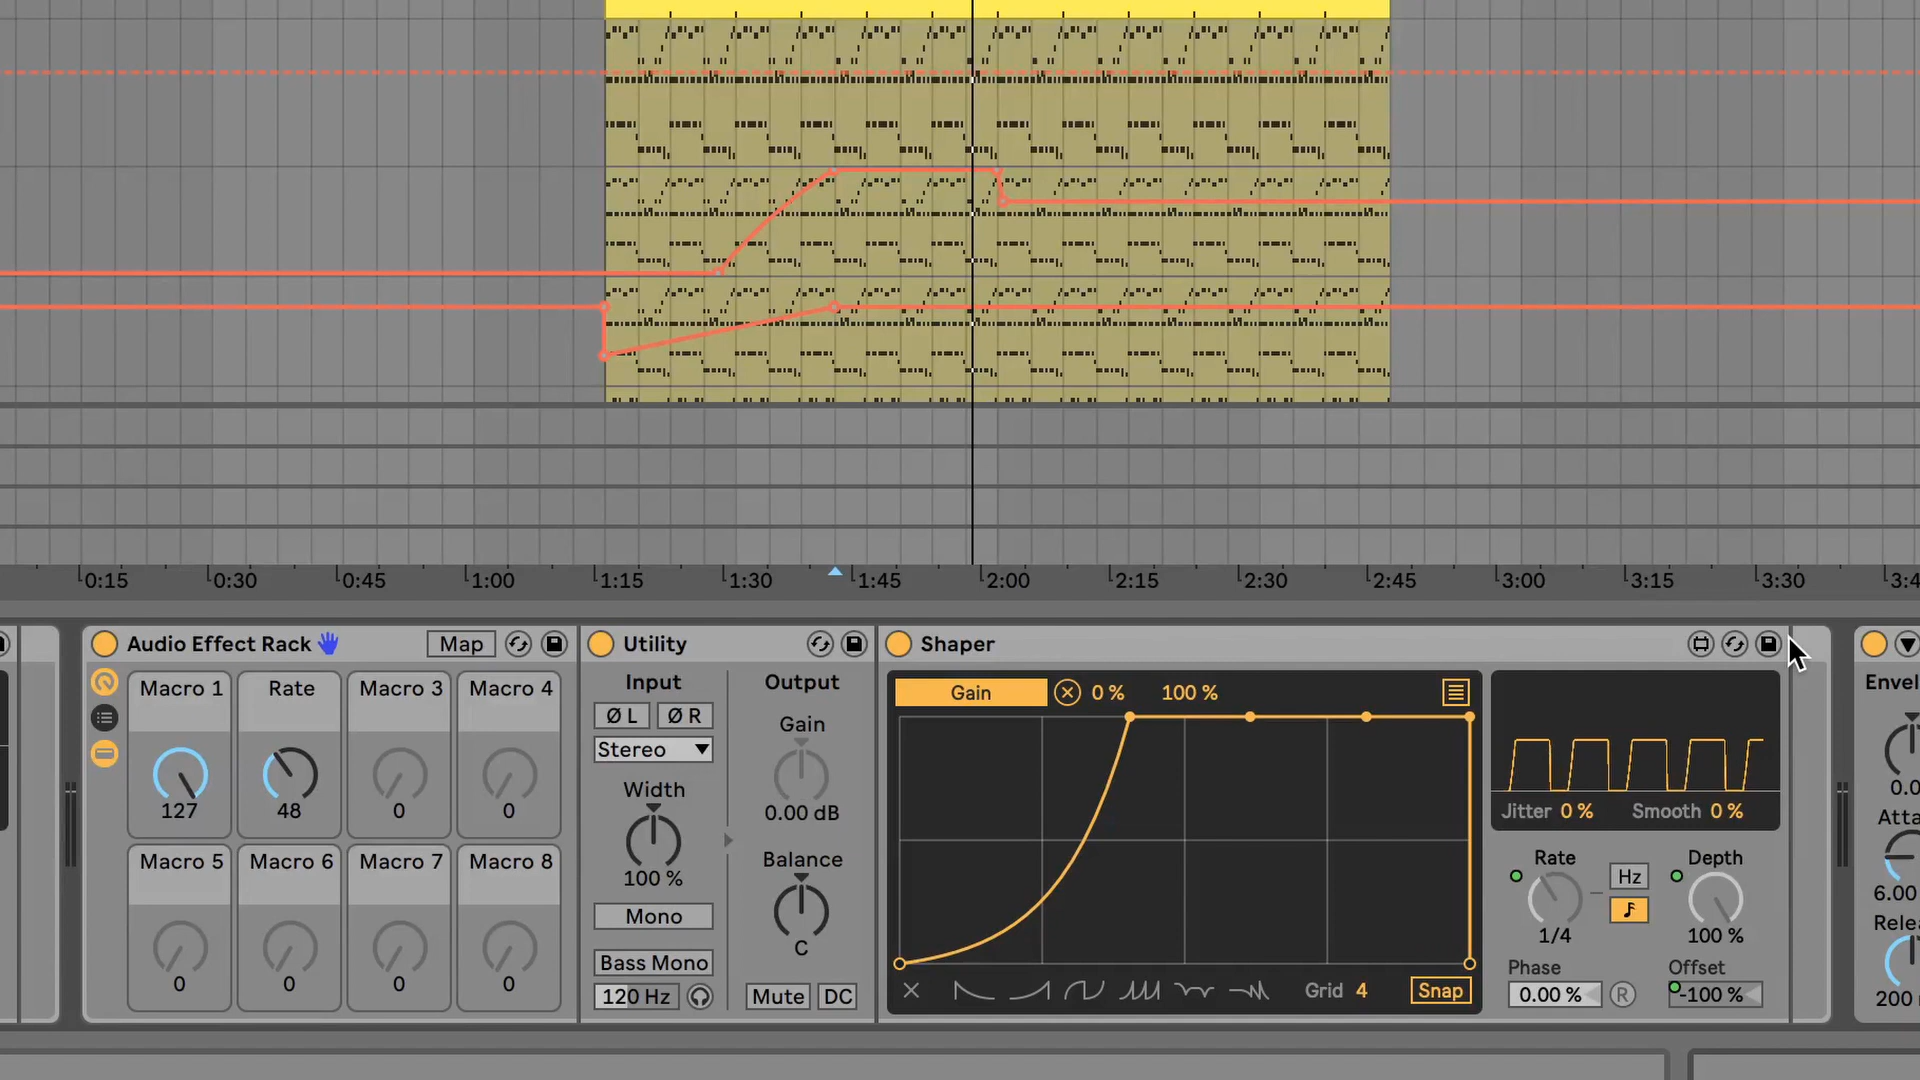 0:15 0:30 0:45 1:00 1:15 1:30 1:45 2:00 2:15 2:30 2:45 3:00 3:15 3:30 3:4
Audio Effect Rack Map
Macro 1 Rate Macro 3 Macro 4
127 48 0 0
Macro 5 Macro 6 Macro 7 Macro 8
0 0 0 0
Utility
Input Output
Ø L Ø R
Gain
Stereo
0.00 dB
Width
100 %
Balance
C
Mono
Bass Mono
120 Hz Mute DC
Shaper
Gain 0 % 100 %
Grid 4 Snap
Jitter 0 % Smooth 0 %
Rate Hz Depth
1/4 100 %
Phase Offset
0.00 % R -100 %
Envel
0.0
Atta
6.00
Relea
200